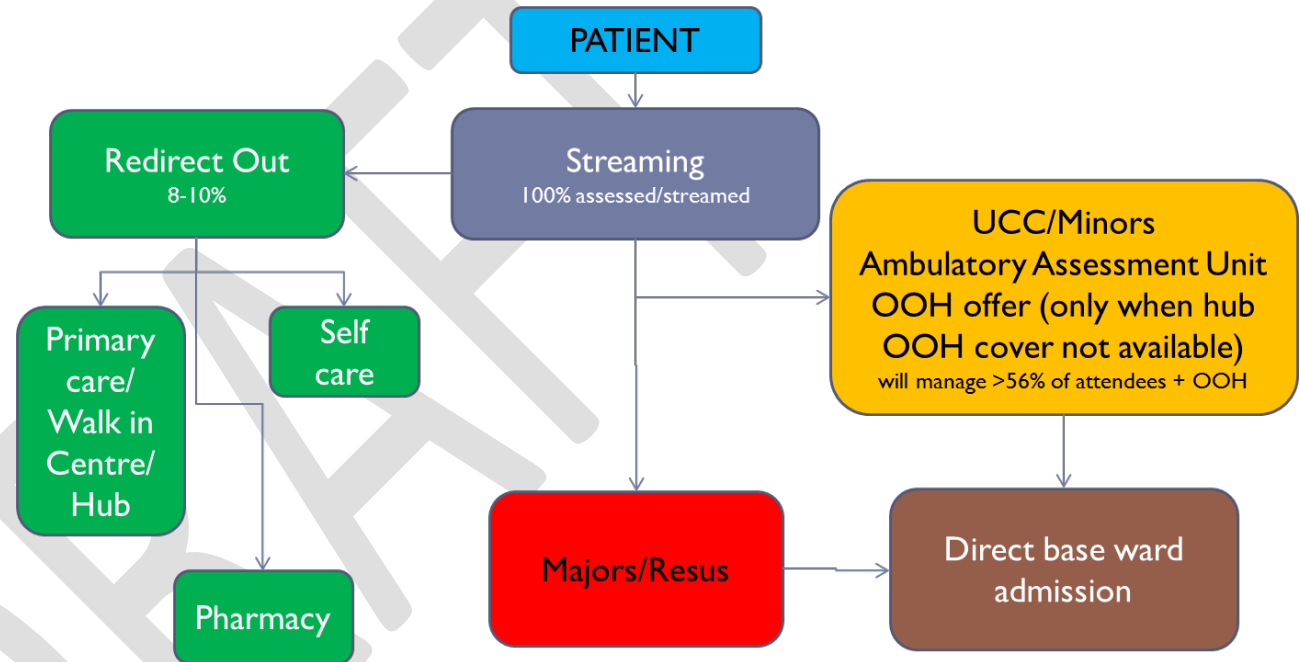 PATIENT
Streaming
100% assessed/streamed
Redirect Out
8-10%
UCC/Minors
Ambulatory Assessment Unit
OOH offer (only when hub
OOH cover not available)
will manage >56% of attendees + OOH
Primary
care/
Walk in
Centre/
Hub
Self
care
Pharmacy
Majors/Resus
Direct base ward
admission
DRAFT